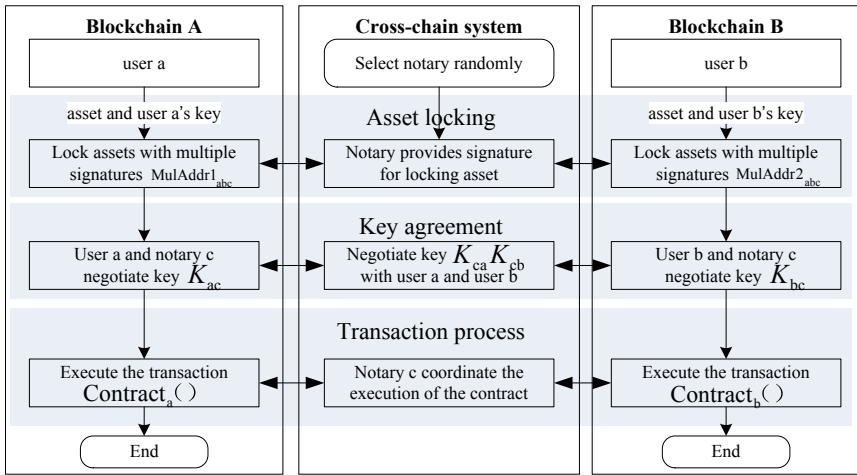 Blockchain A
Cross-chain system
Blockchain B
user a
Select notary randomly
user b
asset and user a's key
Asset locking
asset and user b's key
Lock assets with multiple
signatures MulAddr1abc
Notary provides signature
for locking asset
Lock assets with multiple
signatures MulAddr2abc
Key agreement
User a and notary c
negotiate key Kac
Negotiate key Kca Kcb
with user a and user b
User b and notary c
negotiate key Kbc
Transaction process
Execute the transaction
Contracta()
Notary c coordinate the
execution of the contract
Execute the transaction
Contractb()
End
End